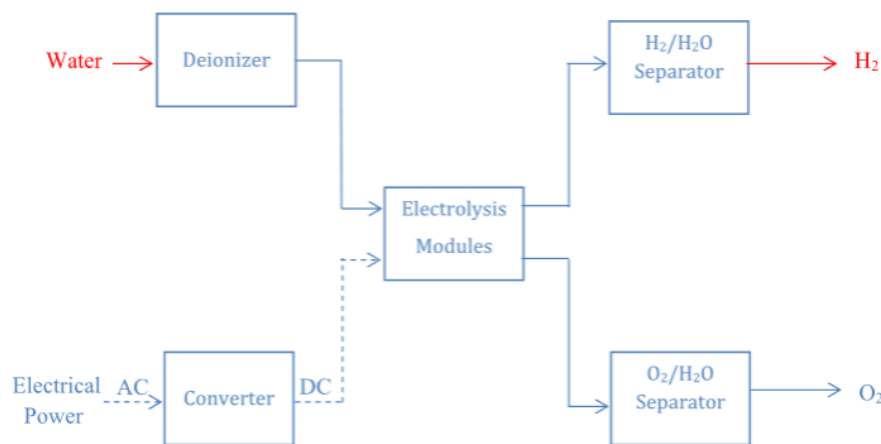 Water
Deionizer
H₂/H₂O
Separator
H₂
Electrolysis
Modules
Electrical
Power
AC
Converter
DC
O₂/H₂O
Separator
O₂